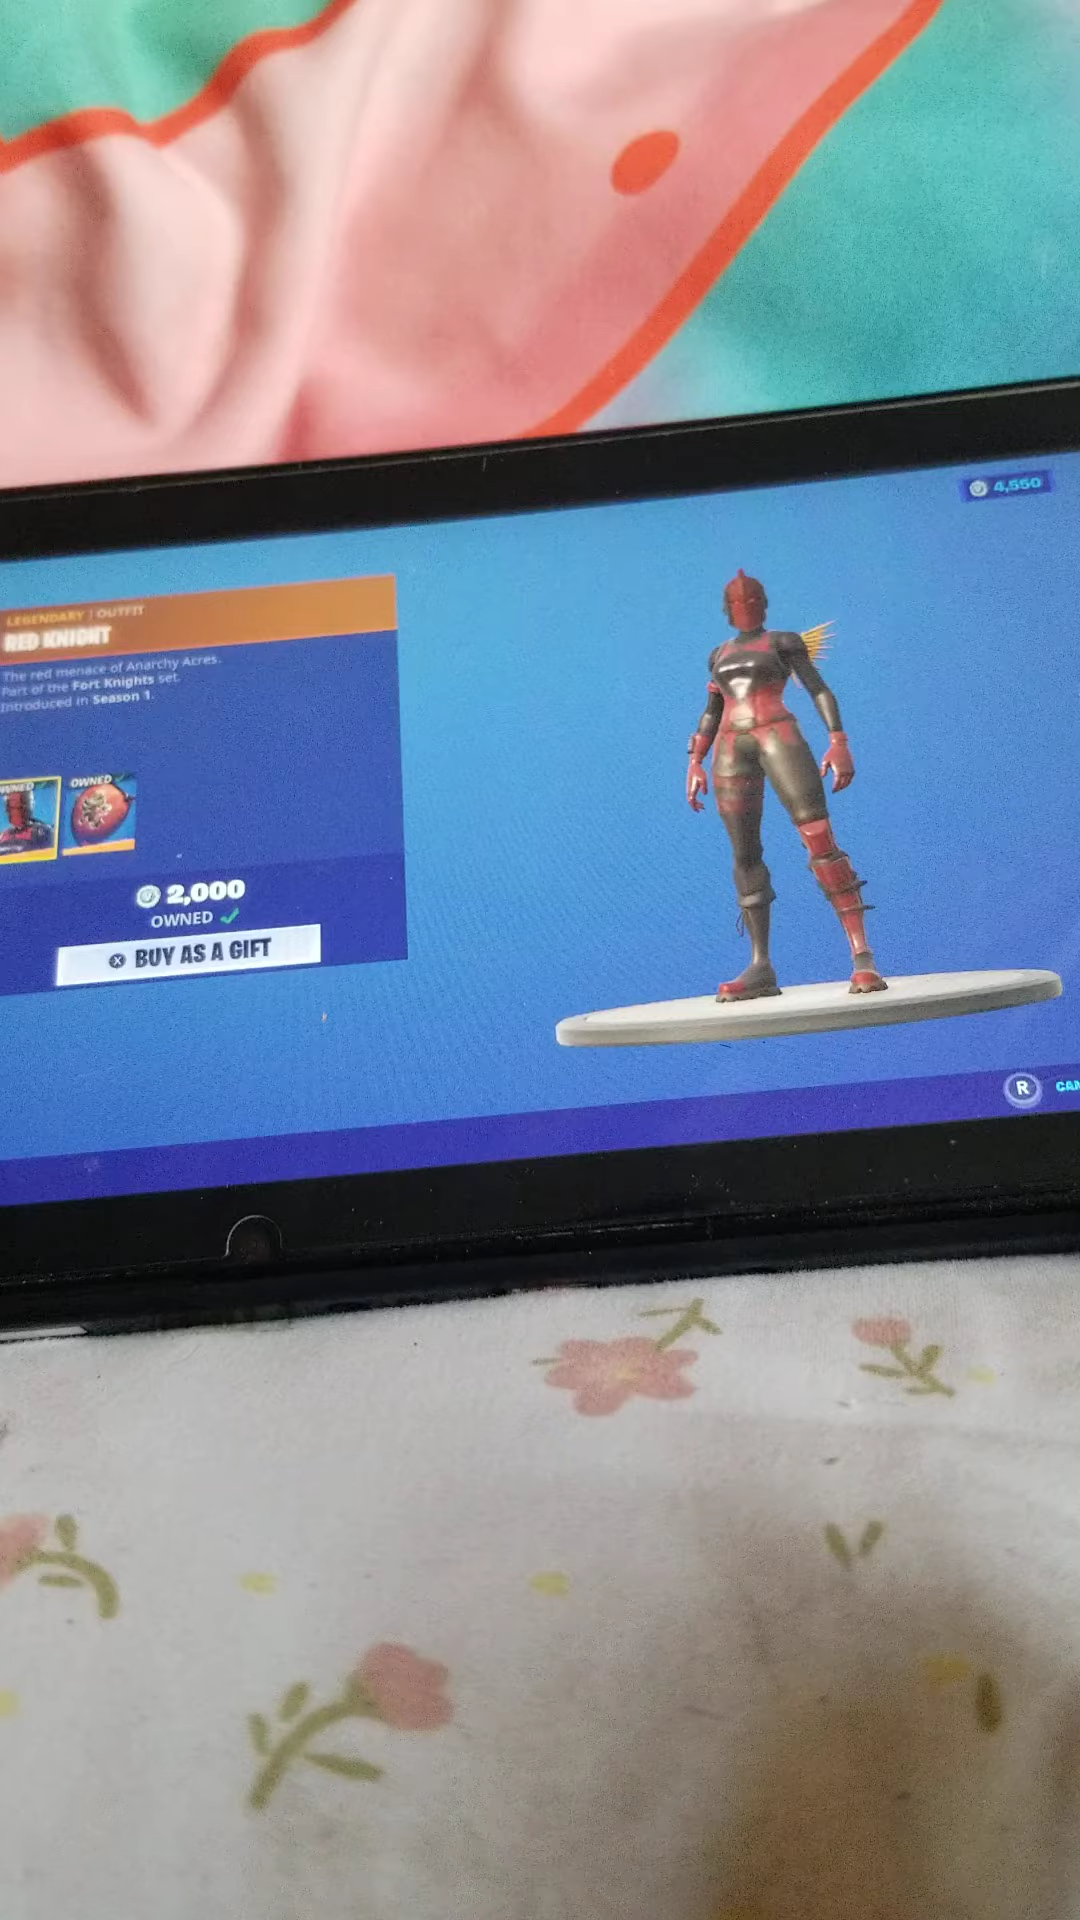 4,550
LEGENDARY | OUTFIT
RED KNIGHT
The red menace of Anarchy Acres.
Part of the Fort Knights set.
Introduced in Season 1.
OWNED
OWNED
2,000
OWNED
X BUY AS A GIFT
R CAN